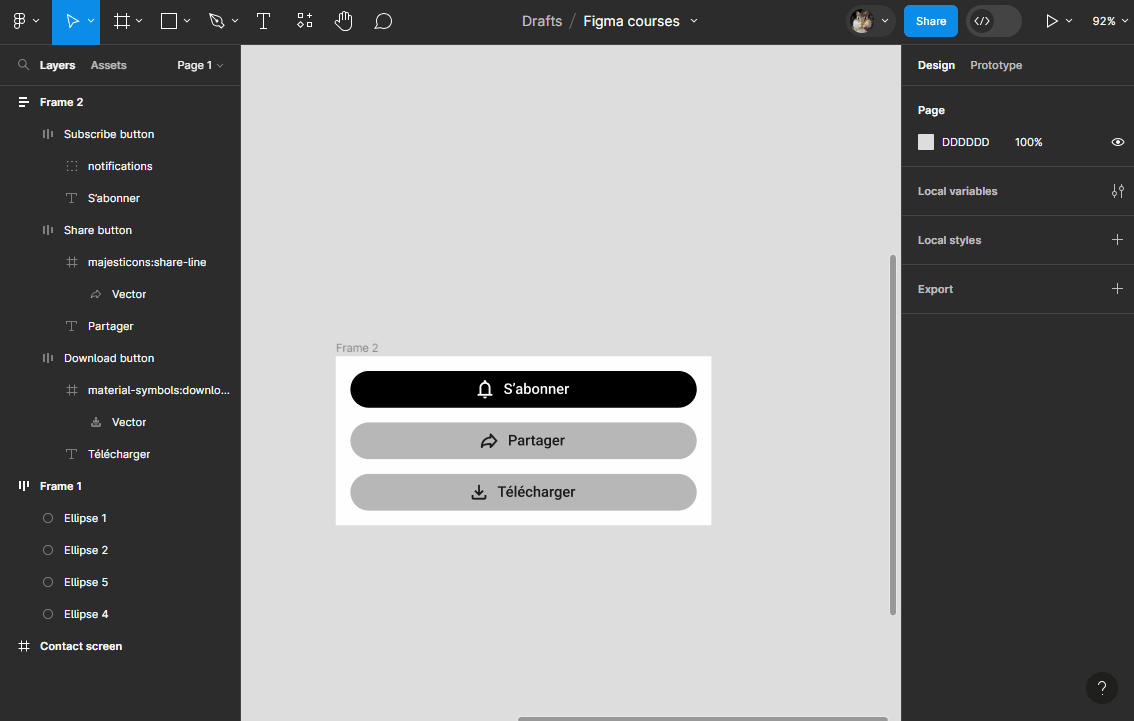 Drafts / Figma courses
Share
92%
Layers
Assets
Page 1
Frame 2
Subscribe button
notifications
S’abonner
Share button
majesticons:share-line
Vector
Partager
Download button
material-symbols:downlo...
Vector
Télécharger
Frame 1
Ellipse 1
Ellipse 2
Ellipse 5
Ellipse 4
Contact screen
Frame 2
S’abonner
Partager
Télécharger
Design
Prototype
Page
DDDDDD 100%
Local variables
Local styles
Export
?